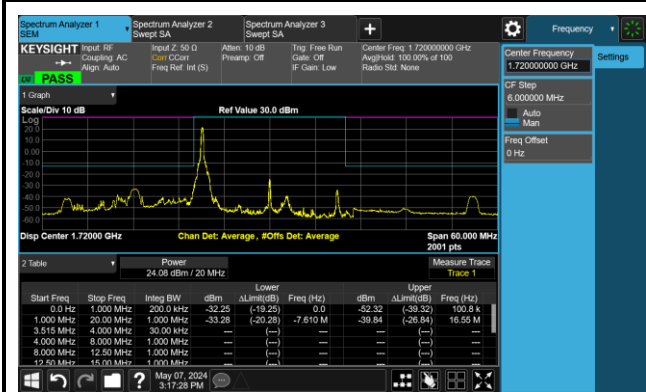 Spectrum Analyzer 1
SEM
Spectrum Analyzer 2
Swept SA
Spectrum Analyzer 3
Swept SA
Frequency
KEYSIGHT
Input: RF
Coupling: AC
Align: Auto
Input Z: 50 Ω
Corr CCorr
Freq Ref: Int (S)
Atten: 10 dB
Preamp: Off
Trig: Free Run
Gate: Off
IF Gain: Low
Center Freq: 1.720000000 GHz
Avg|Hold: 100.00% of 100
Radio Std: None
PASS
Center Frequency
1.720000000 GHz
Settings
CF Step
6.000000 MHz
Auto
Man
Freq Offset
0 Hz
1 Graph
Scale/Div 10 dB
Ref Value 30.0 dBm
Log
20.0
10.0
0.00
-10.0
-20.0
-30.0
-40.0
-50.0
-60.0
Disp Center 1.72000 GHz
Chan Det: Average , #Offs Det: Average
Span 60.000 MHz
2001 pts
2 Table
Power
24.08 dBm / 20 MHz
Measure Trace
Trace 1
Lower Upper
Start Freq Stop Freq Integ BW dBm ΔLimit(dB) Freq (Hz) dBm ΔLimit(dB) Freq (Hz)
0.0 Hz 1.000 MHz 200.0 kHz -32.25 (-19.25) 0.0 -52.32 (-39.32) 100.8 k
1.000 MHz 20.00 MHz 1.000 MHz -33.28 (-20.28) -7.610 M -39.84 (-26.84) 16.55 M
3.515 MHz 4.000 MHz 30.00 kHz --- (---) --- (---)
4.000 MHz 8.000 MHz 1.000 MHz --- (---) --- (---)
8.000 MHz 12.50 MHz 1.000 MHz --- (---) --- (---)
12.50 MHz 15.00 MHz 1.000 MHz --- (---) --- (---)
May 07, 2024
3:17:28 PM